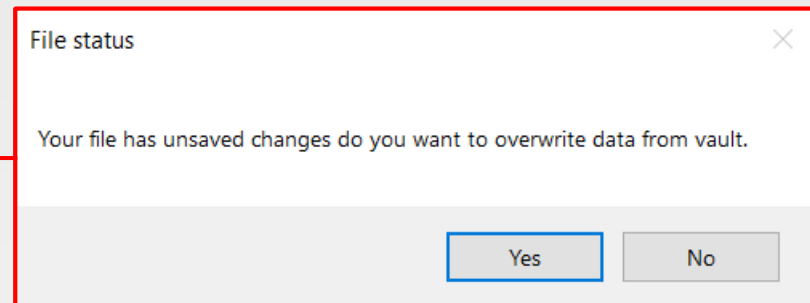 File status
Your file has unsaved changes do you want to overwrite data from vault.
Yes
No